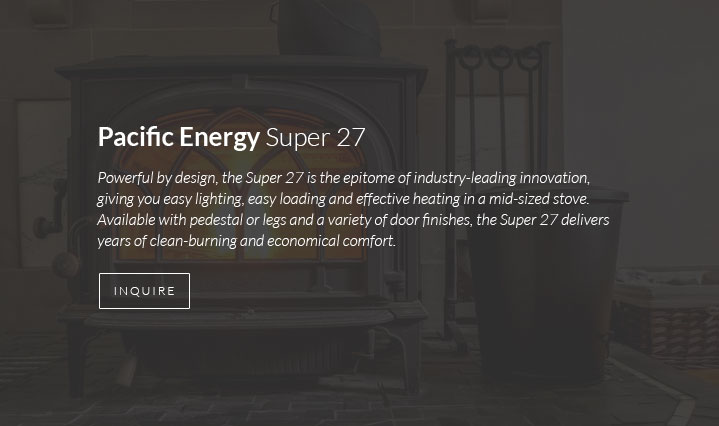 Pacific Energy Super 27
Powerful by design, the Super 27 is the epitome of industry-leading innovation,
giving you easy lighting, easy loading and effective heating in a mid-sized stove.
Available with pedestal or legs and a variety of door finishes, the Super 27 delivers
years of clean-burning and economical comfort.
INQUIRE